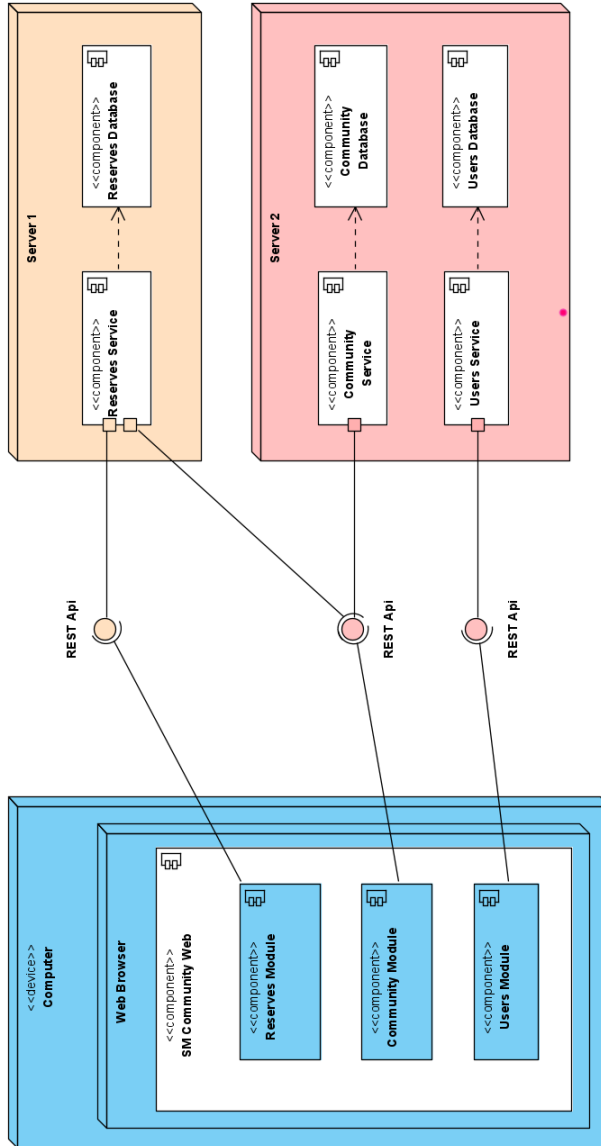 <<device>>
Computer
Web Browser
<<component>>
SM Community Web
<<component>>
Reserves Module
<<component>>
Community Module
<<component>>
Users Module
REST Api
REST Api
REST Api
Server 1
<<component>>
Reserves Service
<<component>>
Reserves Database
Server 2
<<component>>
Community
Service
<<component>>
Community
Database
<<component>>
Users Service
<<component>>
Users Database